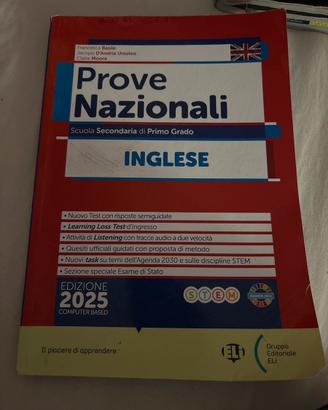 Francesca Basile
Jacopo D'Andria Ursoleo
Claire Moore
Prove
Nazionali
Scuola Secondaria di Primo Grado
INGLESE
• Nuovo Test con risposte semiguidate
• Learning Loss Test d'ingresso
• Attività di Listening con tracce audio a due velocità
• Quesiti ufficiali guidati con proposta di metodo
• Nuovi task su temi dell'Agenda 2030 e sulle discipline STEM
• Sezione speciale Esame di Stato
EDIZIONE
2025
COMPUTER BASED
STEM
Il piacere di apprendere
ELi
Gruppo
Editoriale
ELi